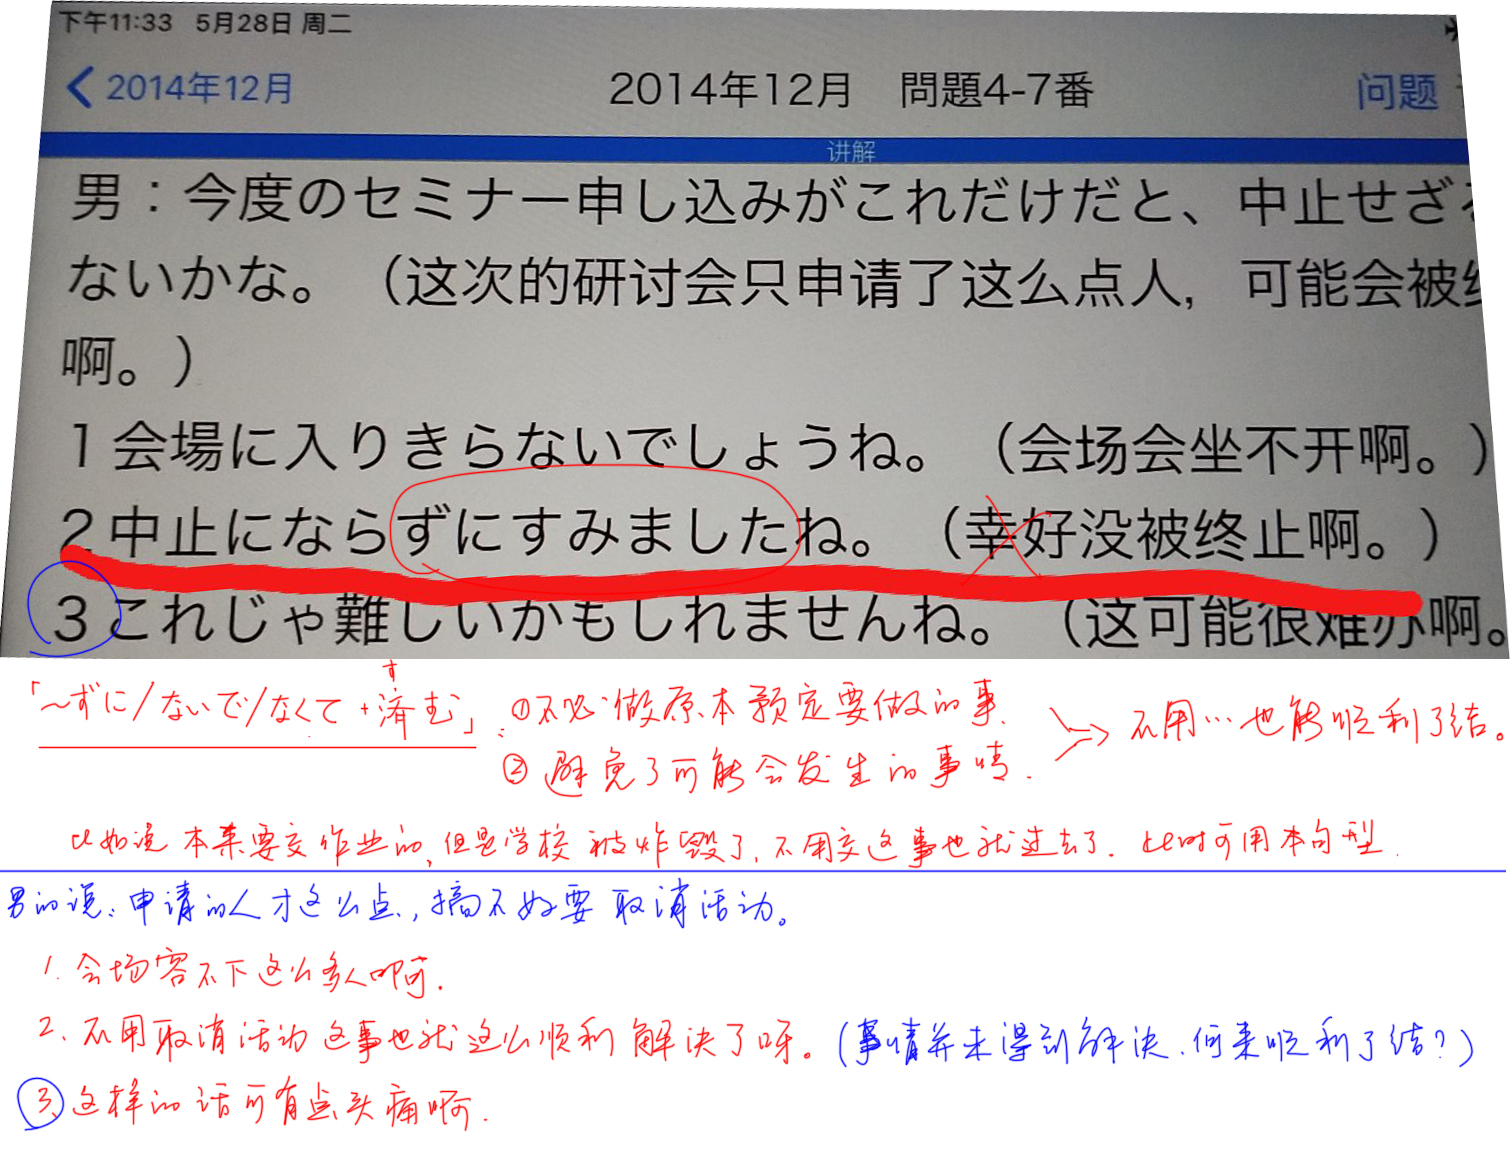 下午11:33 5月28日 周二
2014年12月 2014年12月 問題4-7番 问题
讲解
男：今度のセミナー申し込みがこれだけだと、中止せざ
ないかな。（这次的研讨会只申请了这么点人，可能会被
啊。）
1 会場に入りきらないでしょうね。（会场会坐不开啊。）
2 中止にならずにすみましたね。（幸好没被终止啊。）
3 これじゃ難しいかもしれませんね。（这可能很难办啊。
す
「～ずに/ないで/なくて + 済む」：①不必做原本预定要做的事.
②避免了可能会发生的事情.
不用…也能顺利了结。
比如说本来要交作业的,但是学校被炸毁了,不用交这事也就过去了. 此时可用本句型.
男的说：申请的人才这么点,搞不好要取消活动。
1. 会场容不下这么多人啊.
2. 不用取消活动这事也就这么顺利解决了呀。(事情并未得到解决,何来顺利了结?)
③.这样的话可有点头痛啊.